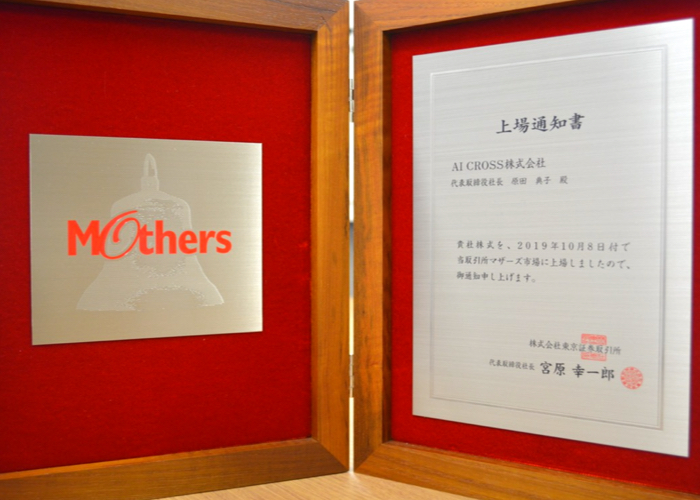 Mothers
上場通知書
AI CROSS株式会社
代表取締役社長 原田 典子 殿
貴社株式を、2019年10月8日付で
当取引所マザーズ市場に上場しましたので、
御通知申し上げます。
株式会社東京証券取引所
代表取締役社長 宮原 幸一郎